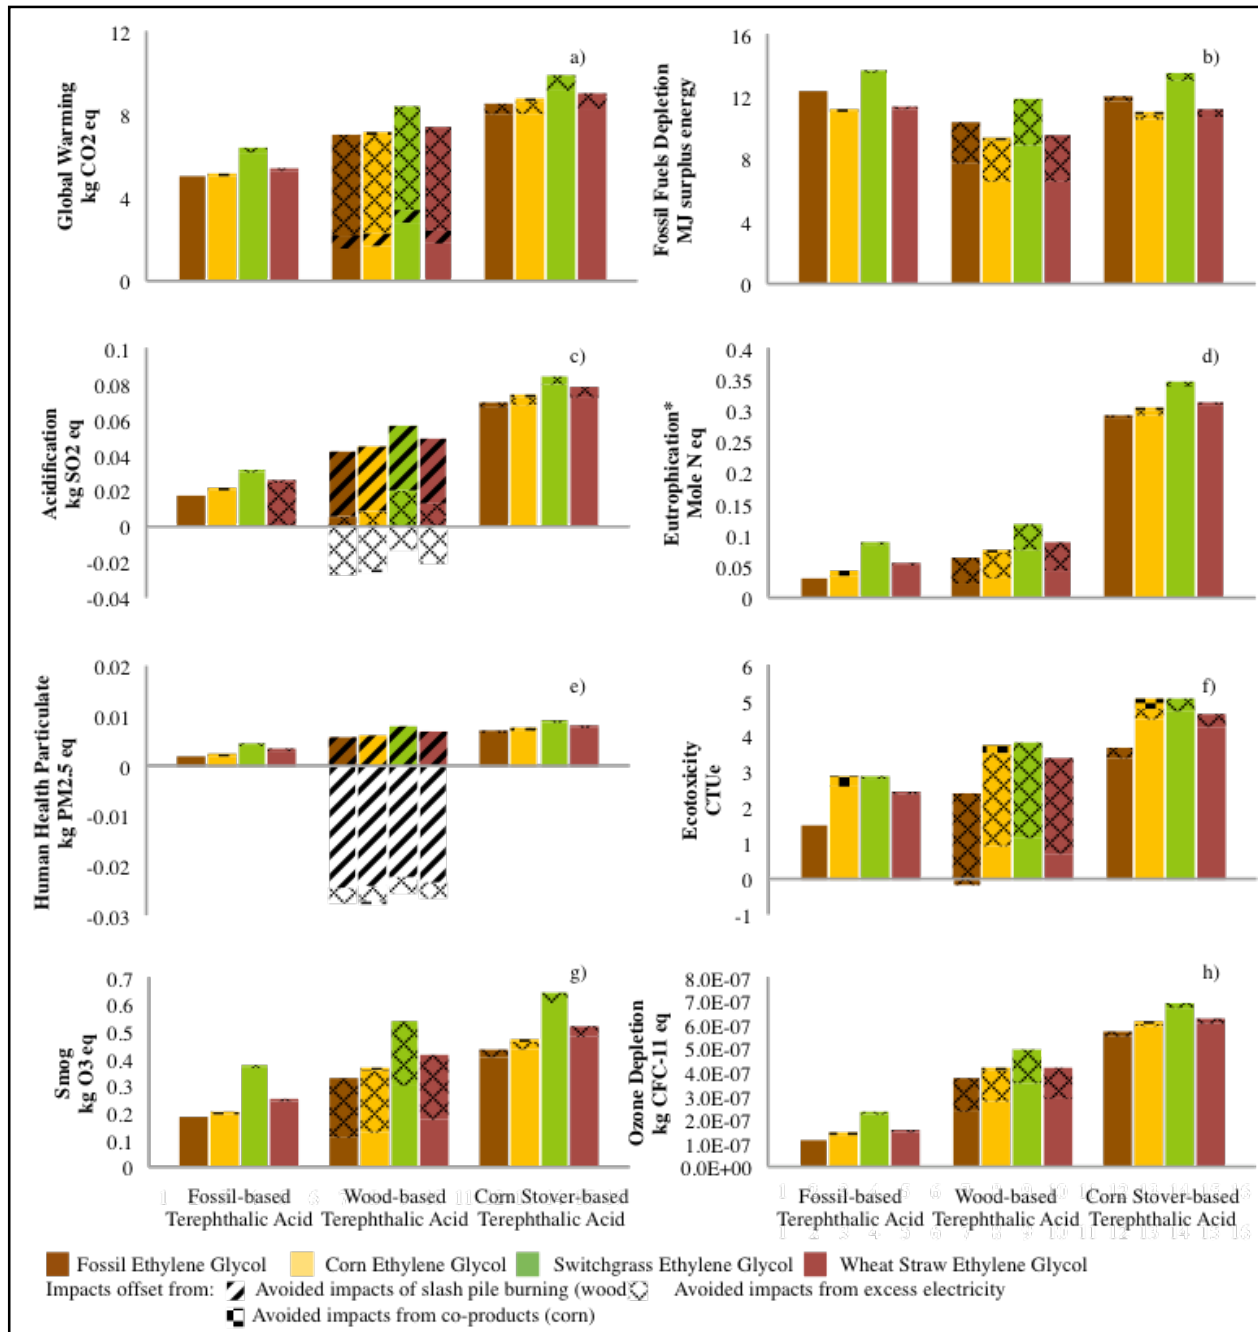 a)
Global Warming
kg CO2 eq
12
8
4
0
b)
Fossil Fuels Depletion
MJ surplus energy
16
12
8
4
0
c)
Acidification
kg SO2 eq
0.1
0.08
0.06
0.04
0.02
0
-0.02
-0.04
d)
Eutrophication*
Mole N eq
0.4
0.35
0.3
0.25
0.2
0.15
0.1
0.05
0
e)
Human Health Particulate
kg PM2.5 eq
0.02
0.01
0
-0.01
-0.02
-0.03
f)
Ecotoxicity
CTUe
6
5
4
3
2
1
0
-1
g)
Smog
kg O3 eq
0.7
0.6
0.5
0.4
0.3
0.2
0.1
0
h)
Ozone Depletion
kg CFC-11 eq
8.0E-07
7.0E-07
6.0E-07
5.0E-07
4.0E-07
3.0E-07
2.0E-07
1.0E-07
0.0E+00
Fossil-based
Terephthalic Acid
Wood-based
Terephthalic Acid
Corn Stover-based
Terephthalic Acid
Fossil-based
Terephthalic Acid
Wood-based
Terephthalic Acid
Corn Stover-based
Terephthalic Acid
Fossil Ethylene Glycol
Corn Ethylene Glycol
Switchgrass Ethylene Glycol
Wheat Straw Ethylene Glycol
Impacts offset from:
Avoided impacts of slash pile burning (wood
Avoided impacts from excess electricity
Avoided impacts from co-products (corn)